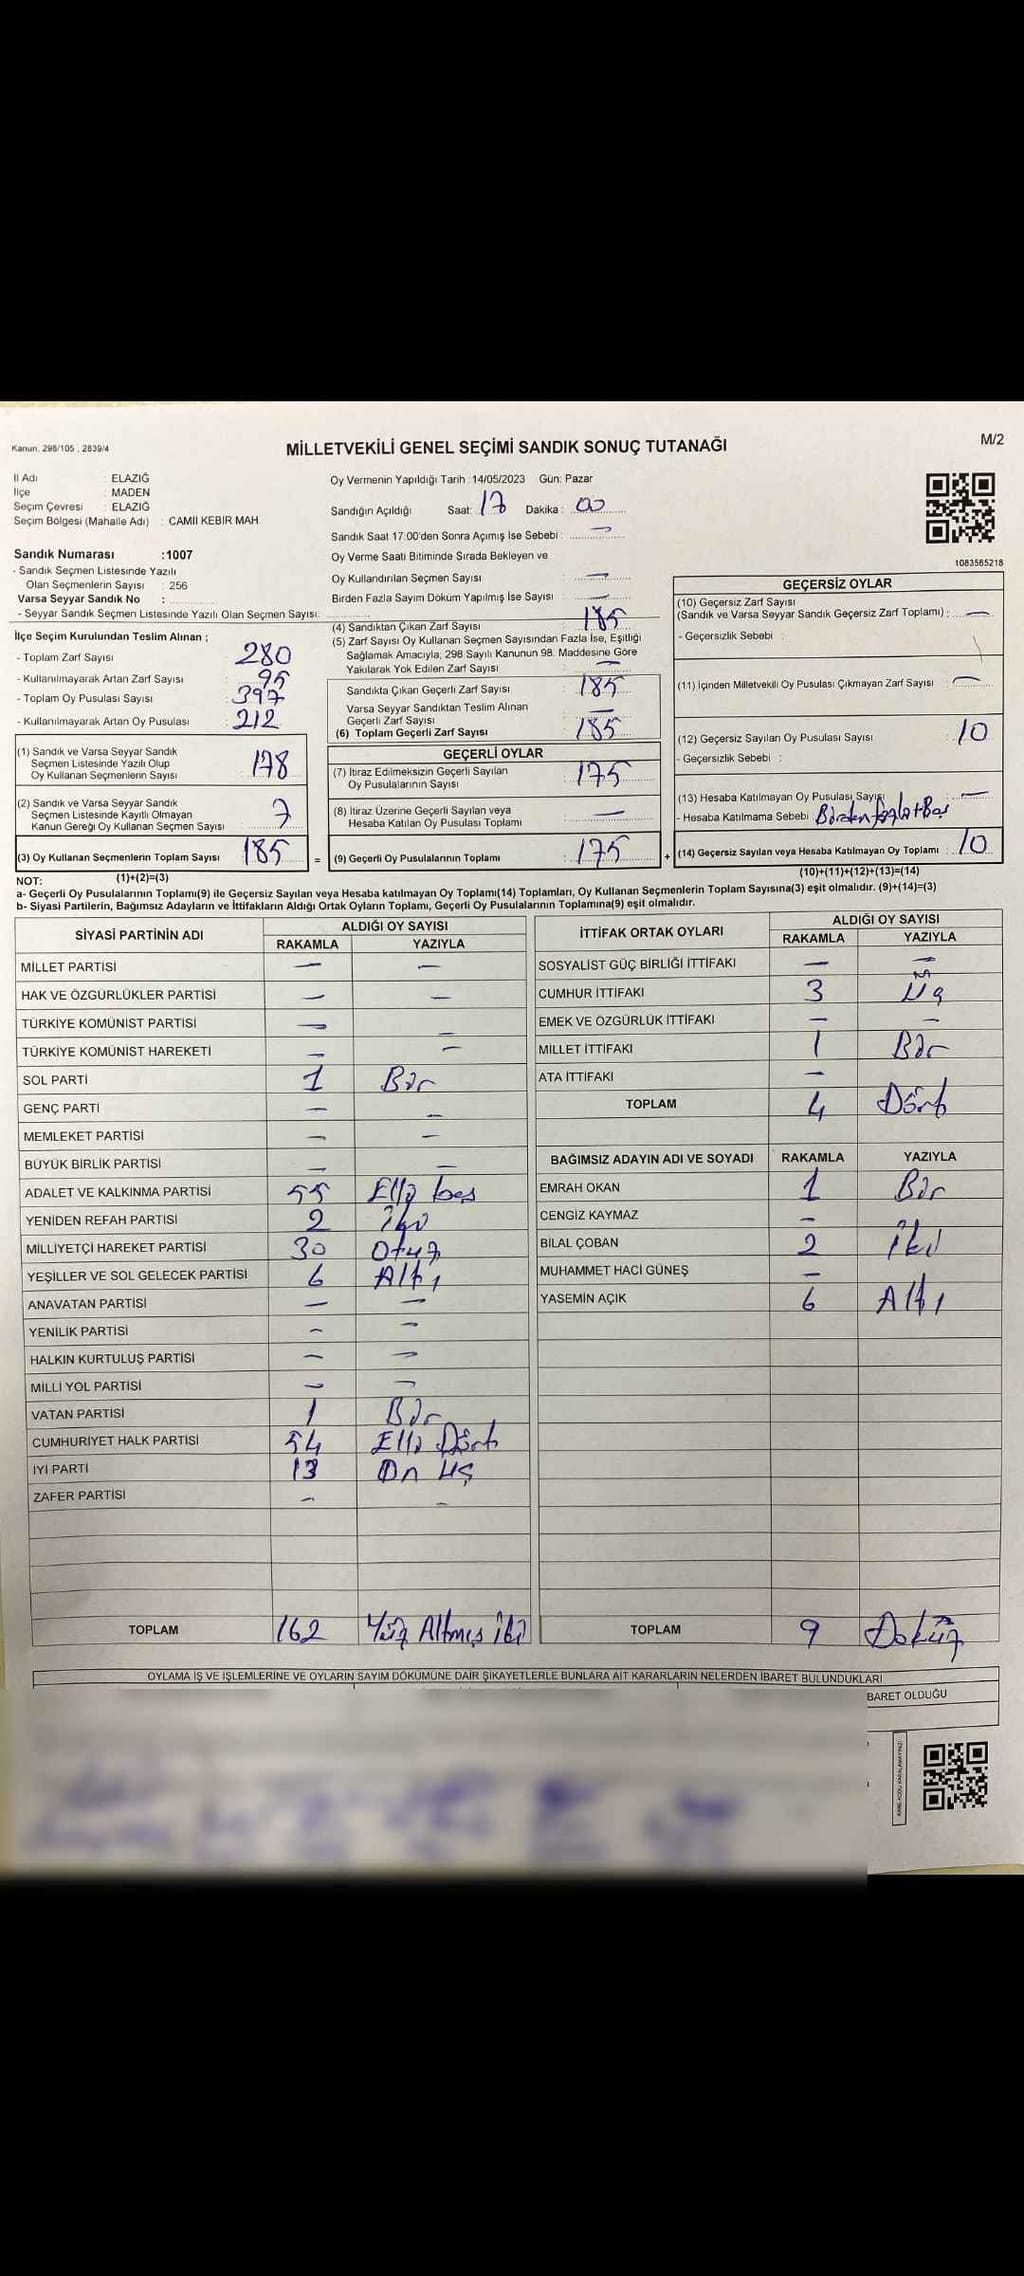 Kanun, 298/105 , 2839/4
MİLLETVEKİLİ GENEL SEÇİMİ SANDIK SONUÇ TUTANAĞI
M/2
İl Adı : ELAZIĞ
İlçe : MADEN
Seçim Çevresi : ELAZIĞ
Seçim Bölgesi (Mahalle Adı) : CAMİİ KEBİR MAH
Oy Vermenin Yapıldığı Tarih :14/05/2023 Gün: Pazar
Sandığın Açıldığı Saat: 17 Dakika : 00
Sandık Saat 17.00'den Sonra Açımış İse Sebebi : —
Oy Verme Saati Bitiminde Sırada Bekleyen ve
Oy Kullandırılan Seçmen Sayısı : —
Birden Fazla Sayım Döküm Yapılmış İse Sayısı : —
1083565218
Sandık Numarası :1007
- Sandık Seçmen Listesinde Yazılı
Olan Seçmenlerin Sayısı : 256
Varsa Seyyar Sandık No :
- Seyyar Sandık Seçmen Listesinde Yazılı Olan Seçmen Sayısı:
İlçe Seçim Kurulundan Teslim Alınan ;
- Toplam Zarf Sayısı : 280
- Kullanılmayarak Artan Zarf Sayısı : 95
- Toplam Oy Pusulası Sayısı : 397
- Kullanılmayarak Artan Oy Pusulası : 212
(1) Sandık ve Varsa Seyyar Sandık
Seçmen Listesinde Yazılı Olup
Oy Kullanan Seçmenlerin Sayısı : 178
(2) Sandık ve Varsa Seyyar Sandık
Seçmen Listesinde Kayıtlı Olmayan
Kanun Gereği Oy Kullanan Seçmen Sayısı : 7
(3) Oy Kullanan Seçmenlerin Toplam Sayısı : 185 =
(1)+(2)=(3)
(4) Sandıktan Çıkan Zarf Sayısı : 185
(5) Zarf Sayısı Oy Kullanan Seçmen Sayısından Fazla İse, Eşitliği
Sağlamak Amacıyla, 298 Sayılı Kanunun 98. Maddesine Göre
Yakılarak Yok Edilen Zarf Sayısı : —
Sandıkta Çıkan Geçerli Zarf Sayısı : 185
Varsa Seyyar Sandıktan Teslim Alınan
Geçerli Zarf Sayısı : —
(6) Toplam Geçerli Zarf Sayısı : 185
GEÇERLİ OYLAR
(7) İtiraz Edilmeksizin Geçerli Sayılan
Oy Pusulalarının Sayısı : 175
(8) İtiraz Üzerine Geçerli Sayılan veya
Hesaba Katılan Oy Pusulası Toplamı : —
(9) Geçerli Oy Pusulalarının Toplamı : 175 +
GEÇERSİZ OYLAR
(10) Geçersiz Zarf Sayısı
(Sandık ve Varsa Seyyar Sandık Geçersiz Zarf Toplamı) : —
- Geçersizlik Sebebi :
(11) İçinden Milletvekili Oy Pusulası Çıkmayan Zarf Sayısı : —
(12) Geçersiz Sayılan Oy Pusulası Sayısı : 10
- Geçersizlik Sebebi :
(13) Hesaba Katılmayan Oy Pusulası Sayısı : —
- Hesaba Katılmama Sebebi : Birden fazla+Boş
(14) Geçersiz Sayılan veya Hesaba Katılmayan Oy Toplamı : 10
(10)+(11)+(12)+(13)=(14)
NOT:
a- Geçerli Oy Pusulalarının Toplamı(9) ile Geçersiz Sayılan veya Hesaba katılmayan Oy Toplamı(14) Toplamları, Oy Kullanan Seçmenlerin Toplam Sayısına(3) eşit olmalıdır. (9)+(14)=(3)
b- Siyasi Partilerin, Bağımsız Adayların ve İttifakların Aldığı Ortak Oyların Toplamı, Geçerli Oy Pusulalarının Toplamına(9) eşit olmalıdır.
SİYASİ PARTİNİN ADI ALDIĞI OY SAYISI
RAKAMLA YAZIYLA
MİLLET PARTİSİ — —
HAK VE ÖZGÜRLÜKLER PARTİSİ — —
TÜRKİYE KOMÜNİST PARTİSİ — —
TÜRKİYE KOMÜNİST HAREKETİ — —
SOL PARTİ 1 Bir
GENÇ PARTİ — —
MEMLEKET PARTİSİ — —
BÜYÜK BİRLİK PARTİSİ — —
ADALET VE KALKINMA PARTİSİ 55 Elli beş
YENİDEN REFAH PARTİSİ 2 İki
MİLLİYETÇİ HAREKET PARTİSİ 30 Otuz
YEŞİLLER VE SOL GELECEK PARTİSİ 6 Altı
ANAVATAN PARTİSİ — —
YENİLİK PARTİSİ — —
HALKIN KURTULUŞ PARTİSİ — —
MİLLİ YOL PARTİSİ — —
VATAN PARTİSİ 1 Bir
CUMHURİYET HALK PARTİSİ 54 Elli Dört
İYİ PARTİ 13 On Üş
ZAFER PARTİSİ — —
TOPLAM 162 Yüz Altmış iki
İTTİFAK ORTAK OYLARI ALDIĞI OY SAYISI
RAKAMLA YAZIYLA
SOSYALİST GÜÇ BİRLİĞİ İTTİFAKI — —
CUMHUR İTTİFAKI 3 Üç
EMEK VE ÖZGÜRLÜK İTTİFAKI — —
MİLLET İTTİFAKI 1 Bir
ATA İTTİFAKI —
TOPLAM 4 Dört
BAĞIMSIZ ADAYIN ADI VE SOYADI RAKAMLA YAZIYLA
EMRAH OKAN 1 Bir
CENGİZ KAYMAZ —
BİLAL ÇOBAN 2 İki
MUHAMMET HACİ GÜNEŞ —
YASEMİN AÇIK 6 Altı
TOPLAM 9 Dokuz
OYLAMA İŞ VE İŞLEMLERİNE VE OYLARIN SAYIM DÖKÜMÜNE DAİR ŞİKAYETLERLE BUNLARA AİT KARARLARIN NELERDEN İBARET BULUNDUKLARI
BARET OLDUĞU